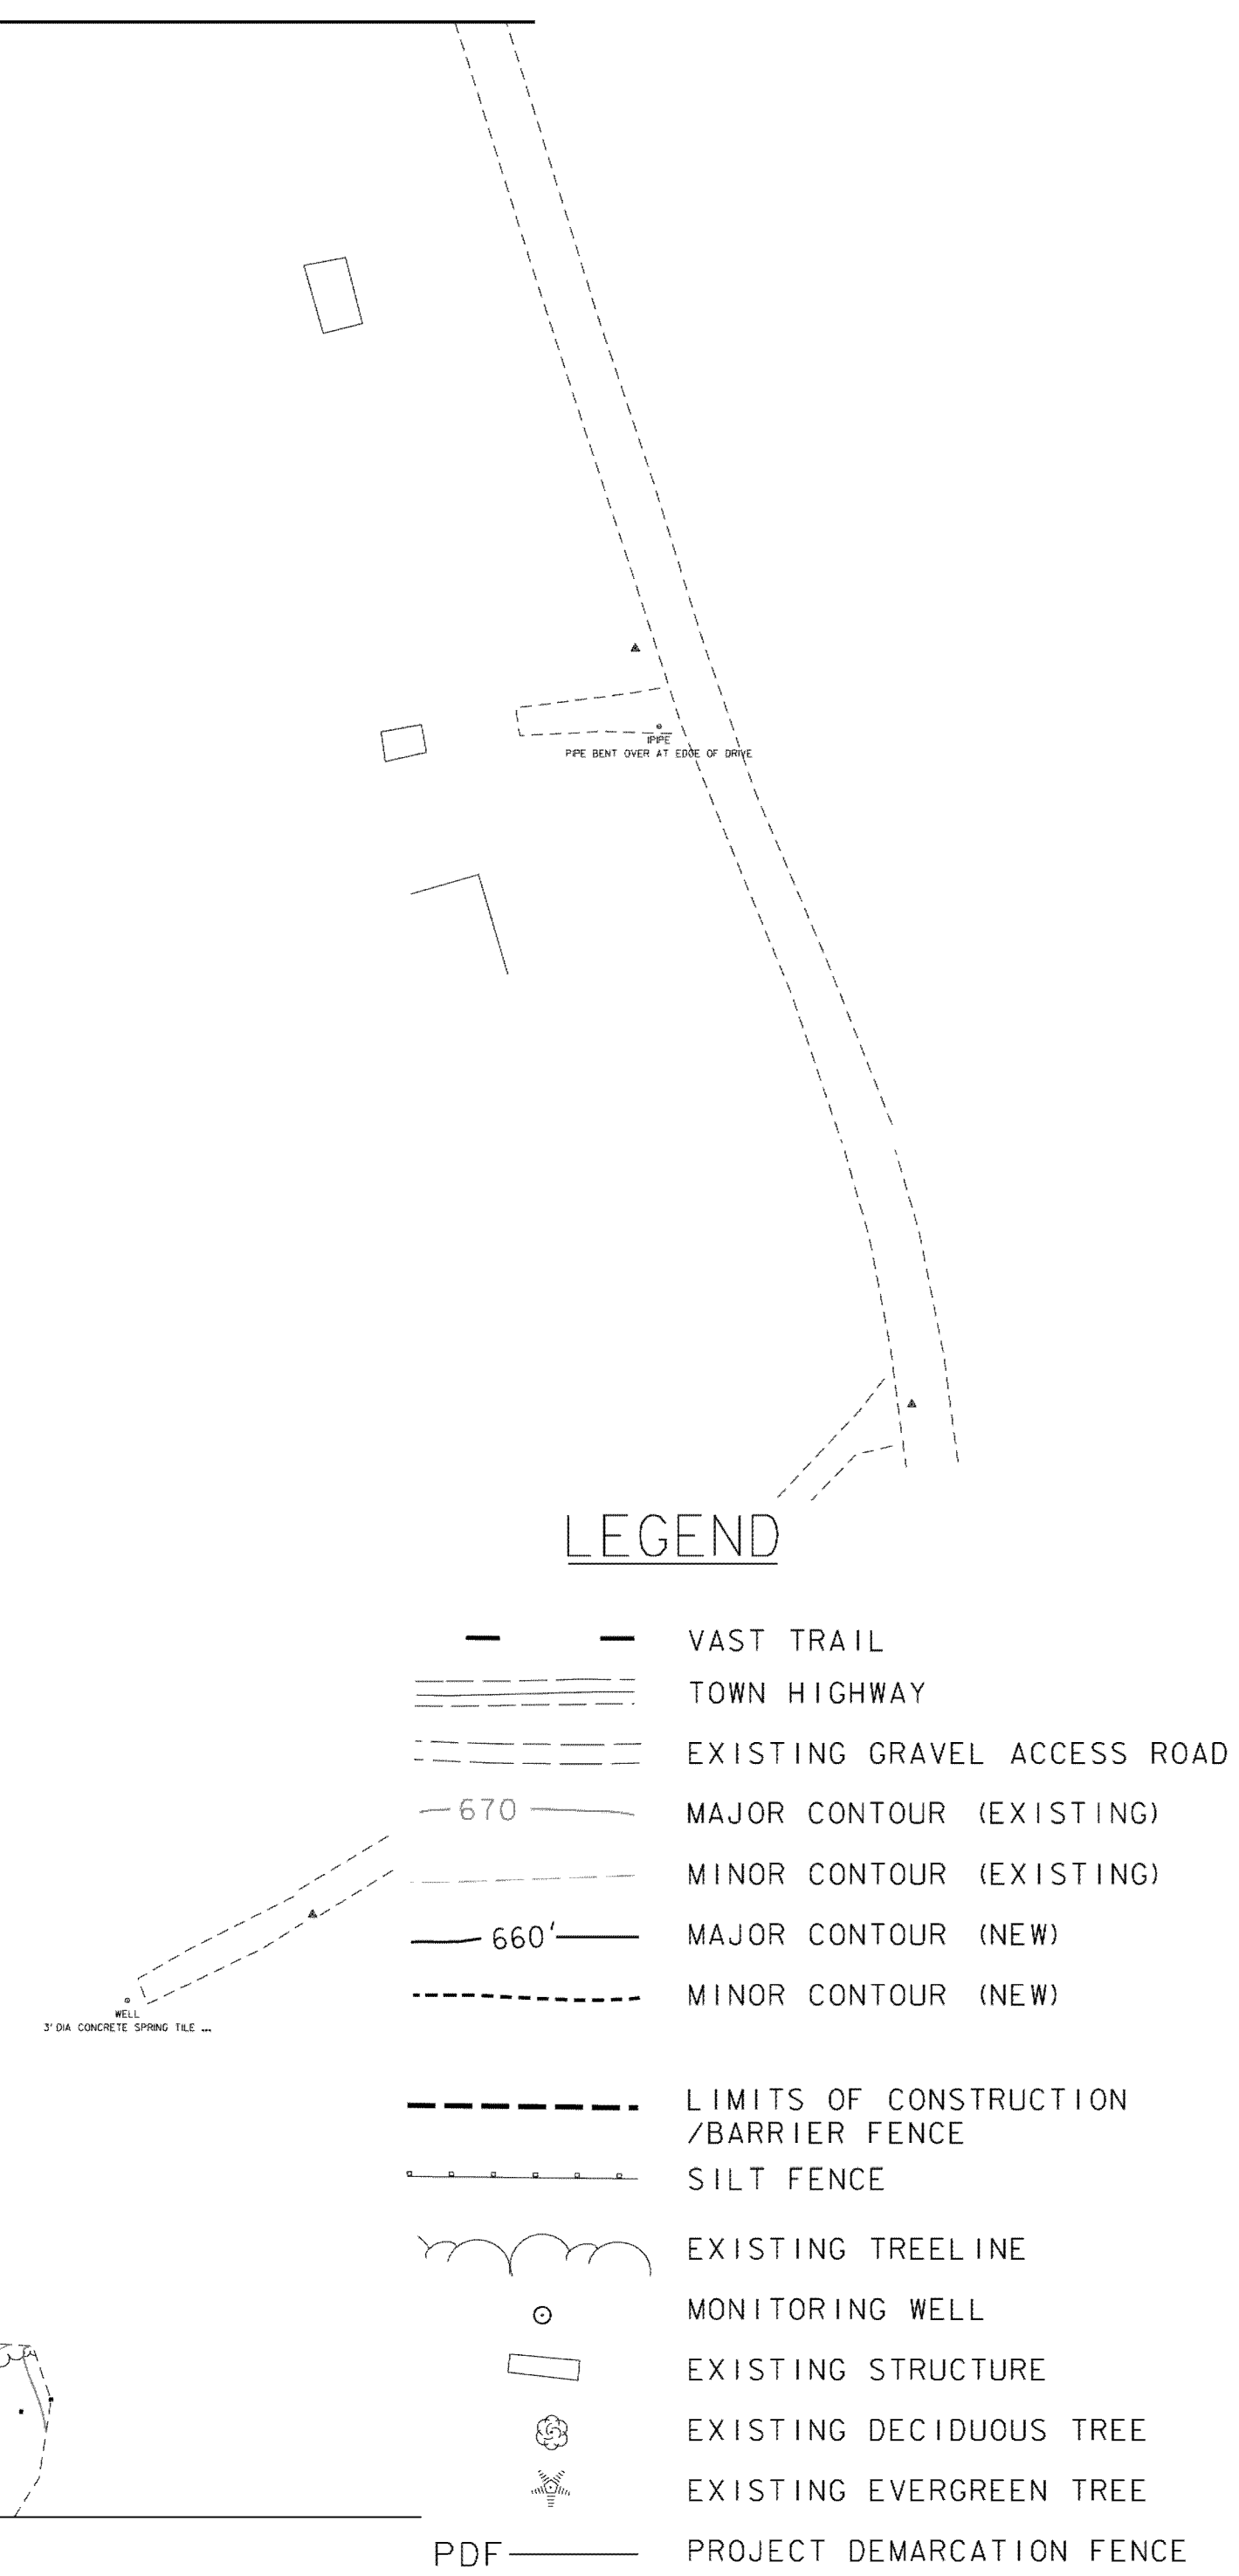 IPIPE
PIPE BENT OVER AT EDGE OF DRIVE
LEGEND
VAST TRAIL
TOWN HIGHWAY
EXISTING GRAVEL ACCESS ROAD
670 MAJOR CONTOUR (EXISTING)
MINOR CONTOUR (EXISTING)
660' MAJOR CONTOUR (NEW)
MINOR CONTOUR (NEW)
WELL
3' DIA CONCRETE SPRING TILE ...
LIMITS OF CONSTRUCTION
/BARRIER FENCE
SILT FENCE
EXISTING TREELINE
MONITORING WELL
EXISTING STRUCTURE
EXISTING DECIDUOUS TREE
EXISTING EVERGREEN TREE
PDF PROJECT DEMARCATION FENCE